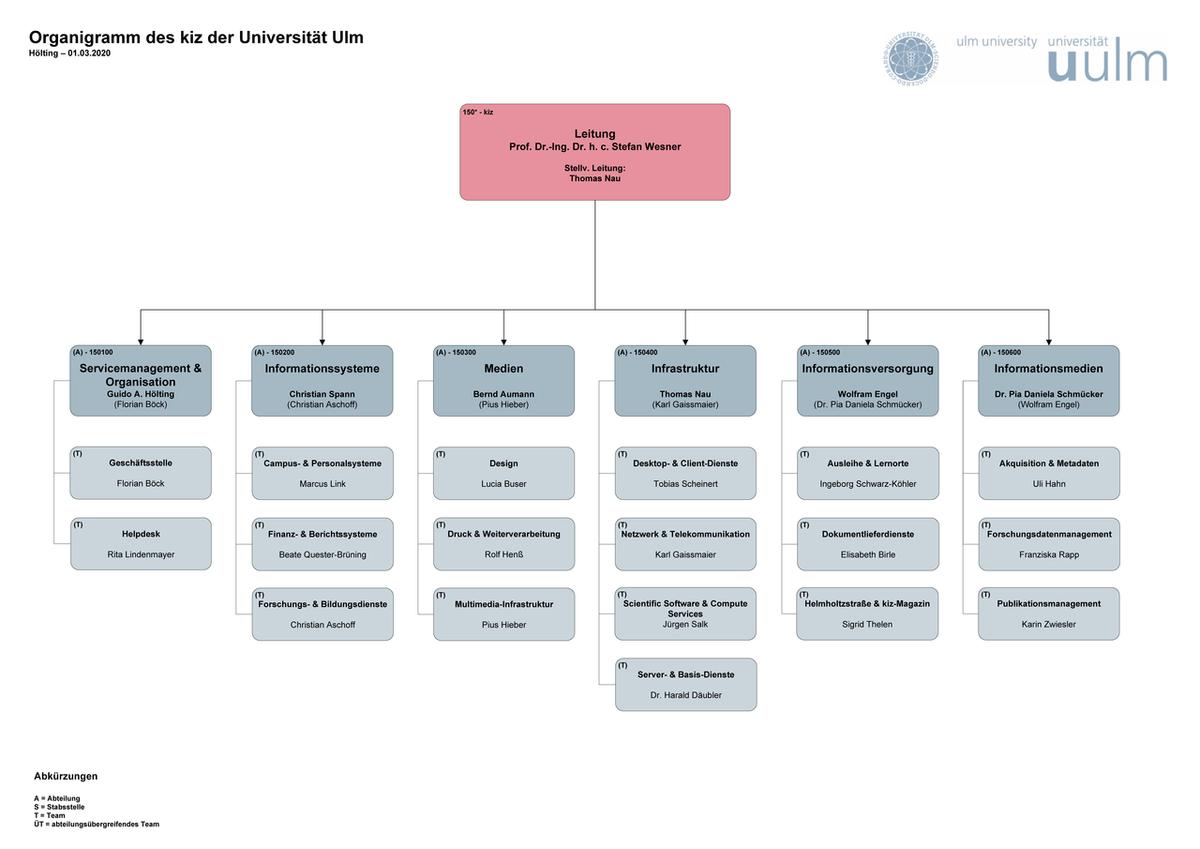 Organigramm des kiz der Universität Ulm
Hölting – 01.03.2020
ulm university universität
uulm
150* - kiz
Leitung
Prof. Dr.-Ing. Dr. h. c. Stefan Wesner
Stellv. Leitung:
Thomas Nau
(A) - 150100
Servicemanagement &
Organisation
Guido A. Hölting
(Florian Böck)
(A) - 150200
Informationssysteme
Christian Spann
(Christian Aschoff)
(A) - 150300
Medien
Bernd Aumann
(Pius Hieber)
(A) - 150400
Infrastruktur
Thomas Nau
(Karl Gaissmaier)
(A) - 150500
Informationsversorgung
Wolfram Engel
(Dr. Pia Daniela Schmücker)
(A) - 150600
Informationsmedien
Dr. Pia Daniela Schmücker
(Wolfram Engel)
(T)
Geschäftsstelle
Florian Böck
(T)
Campus- & Personalsysteme
Marcus Link
(T)
Design
Lucia Buser
(T)
Desktop- & Client-Dienste
Tobias Scheinert
(T)
Ausleihe & Lernorte
Ingeborg Schwarz-Köhler
(T)
Akquisition & Metadaten
Uli Hahn
(T)
Helpdesk
Rita Lindenmayer
(T)
Finanz- & Berichtssysteme
Beate Quester-Brüning
(T)
Druck & Weiterverarbeitung
Rolf Henß
(T)
Netzwerk & Telekommunikation
Karl Gaissmaier
(T)
Dokumentlieferdienste
Elisabeth Birle
(T)
Forschungsdatenmanagement
Franziska Rapp
(T)
Forschungs- & Bildungsdienste
Christian Aschoff
(T)
Multimedia-Infrastruktur
Pius Hieber
(T)
Scientific Software & Compute
Services
Jürgen Salk
(T)
Helmholtzstraße & kiz-Magazin
Sigrid Thelen
(T)
Publikationsmanagement
Karin Zwiesler
(T)
Server- & Basis-Dienste
Dr. Harald Däubler
Abkürzungen
A = Abteilung
S = Stabsstelle
T = Team
ÜT = abteilungsübergreifendes Team